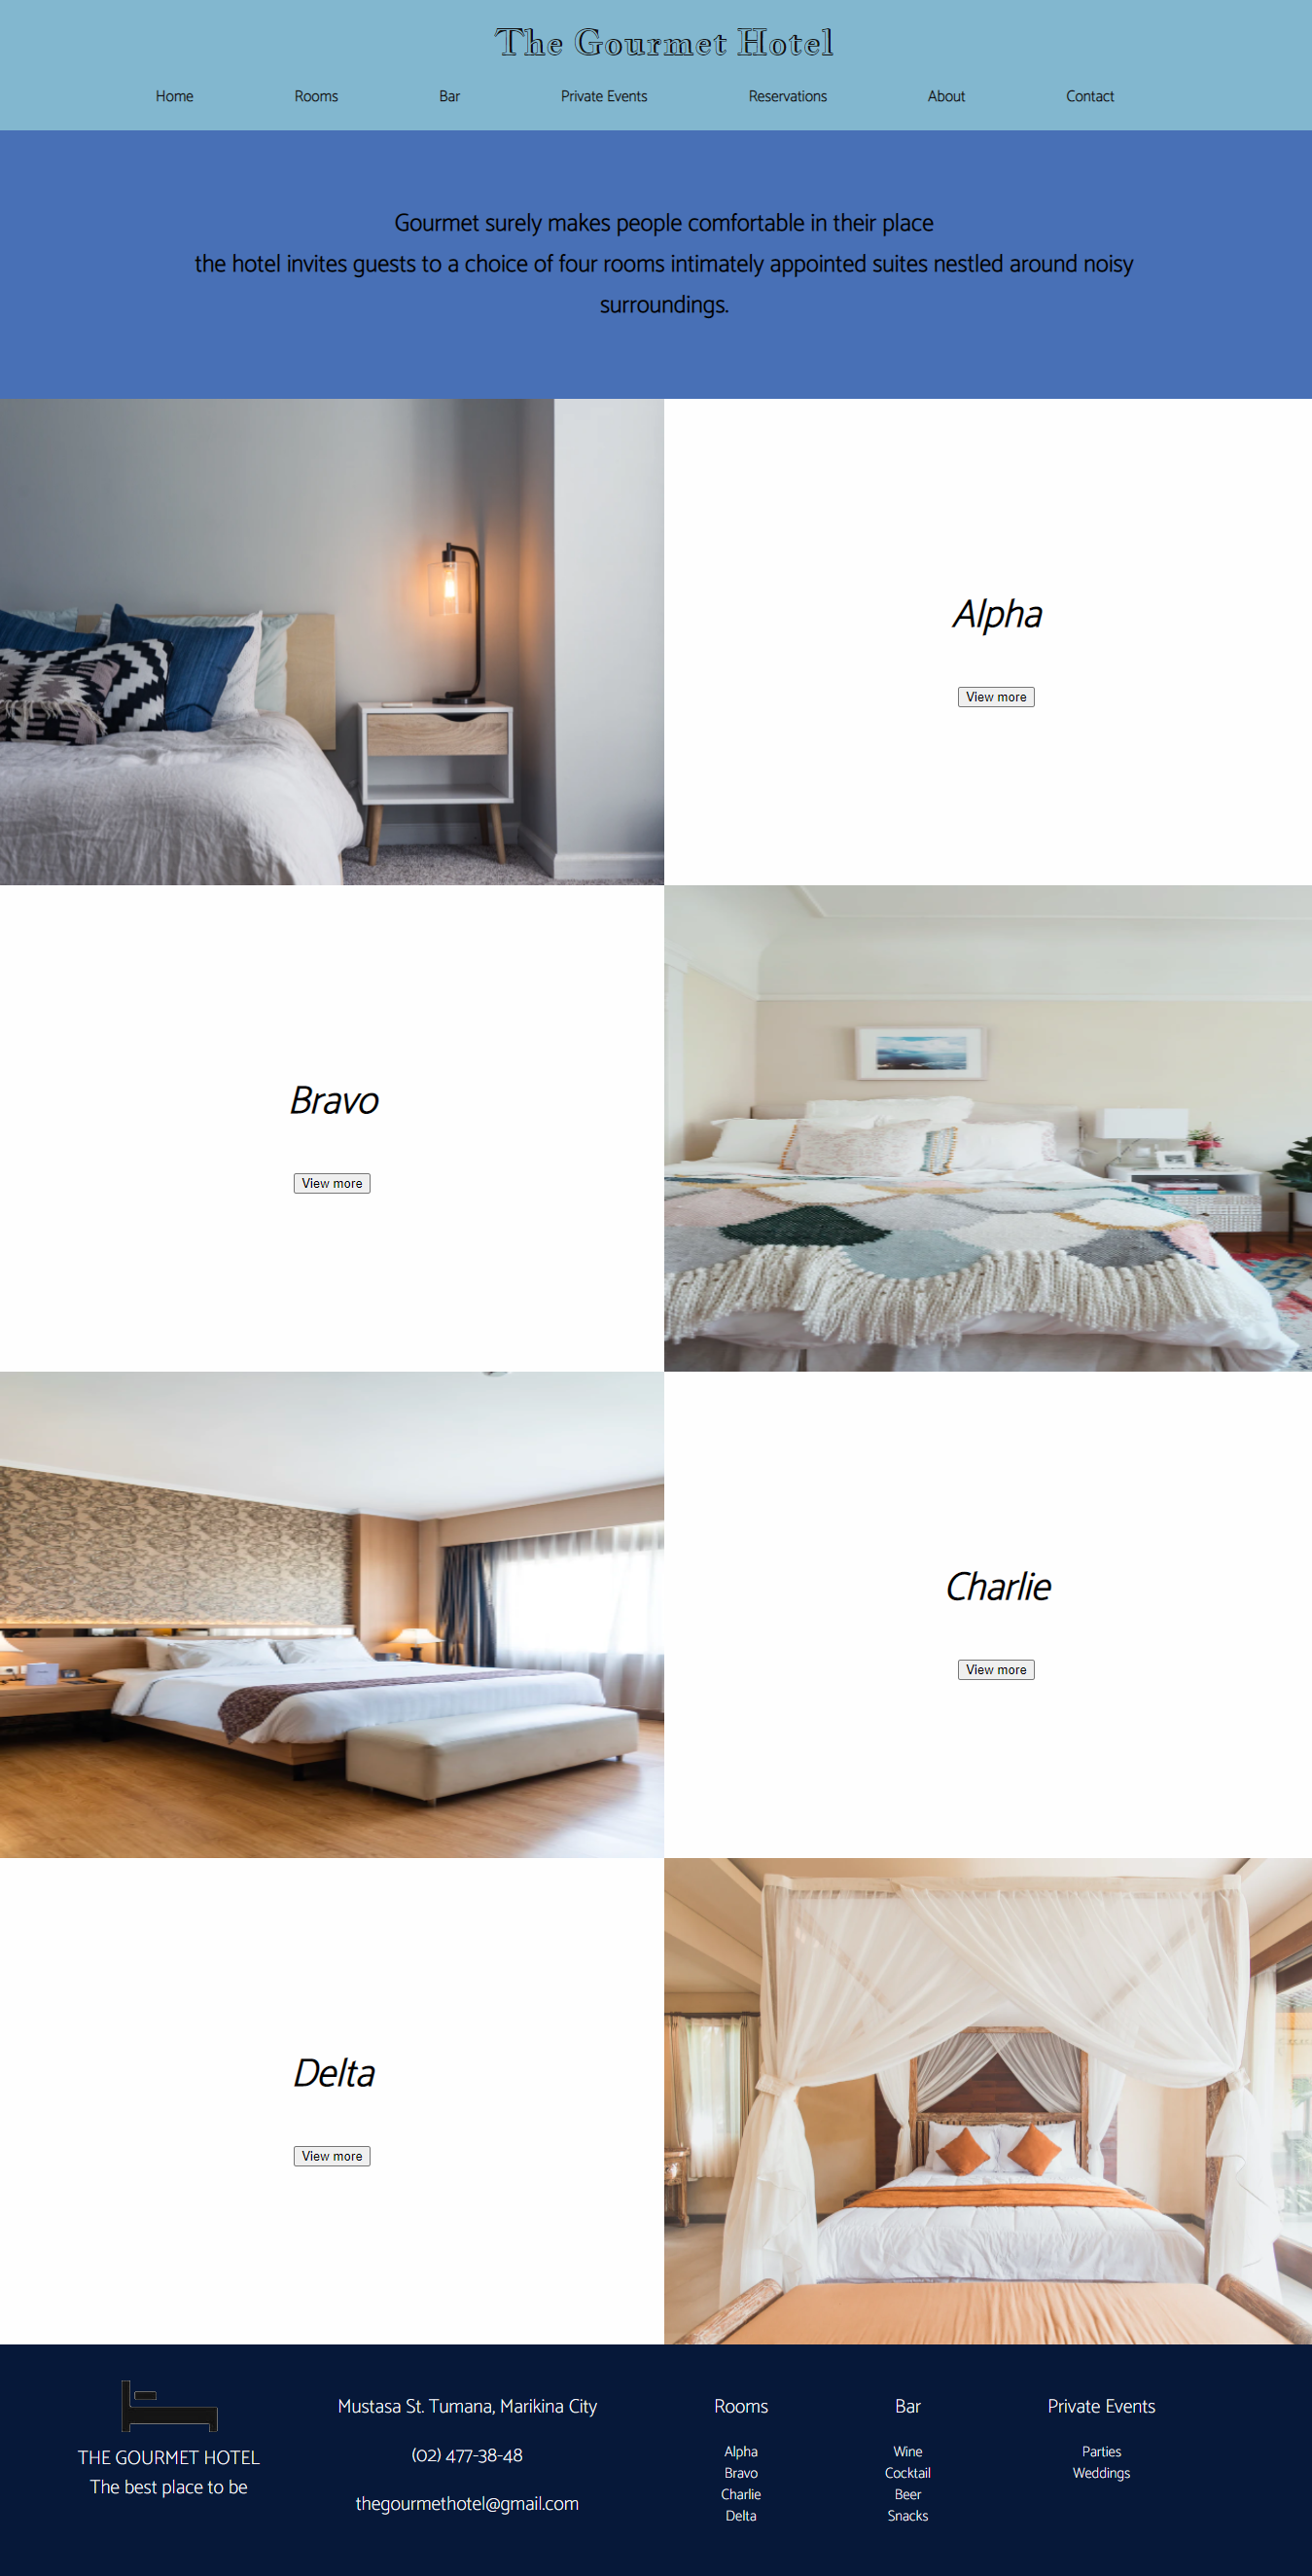 The Gourmet Hotel
Home Rooms Bar Private Events Reservations About Contact
Gourmet surely makes people comfortable in their place
the hotel invites guests to a choice of four rooms intimately appointed suites nestled around noisy
surroundings.
Alpha
View more
Bravo
View more
Charlie
View more
Delta
View more
THE GOURMET HOTEL
The best place to be
Mustasa St. Tumana, Marikina City
(02) 477-38-48
thegourmethotel@gmail.com
Rooms
Alpha
Bravo
Charlie
Delta
Bar
Wine
Cocktail
Beer
Snacks
Private Events
Parties
Weddings